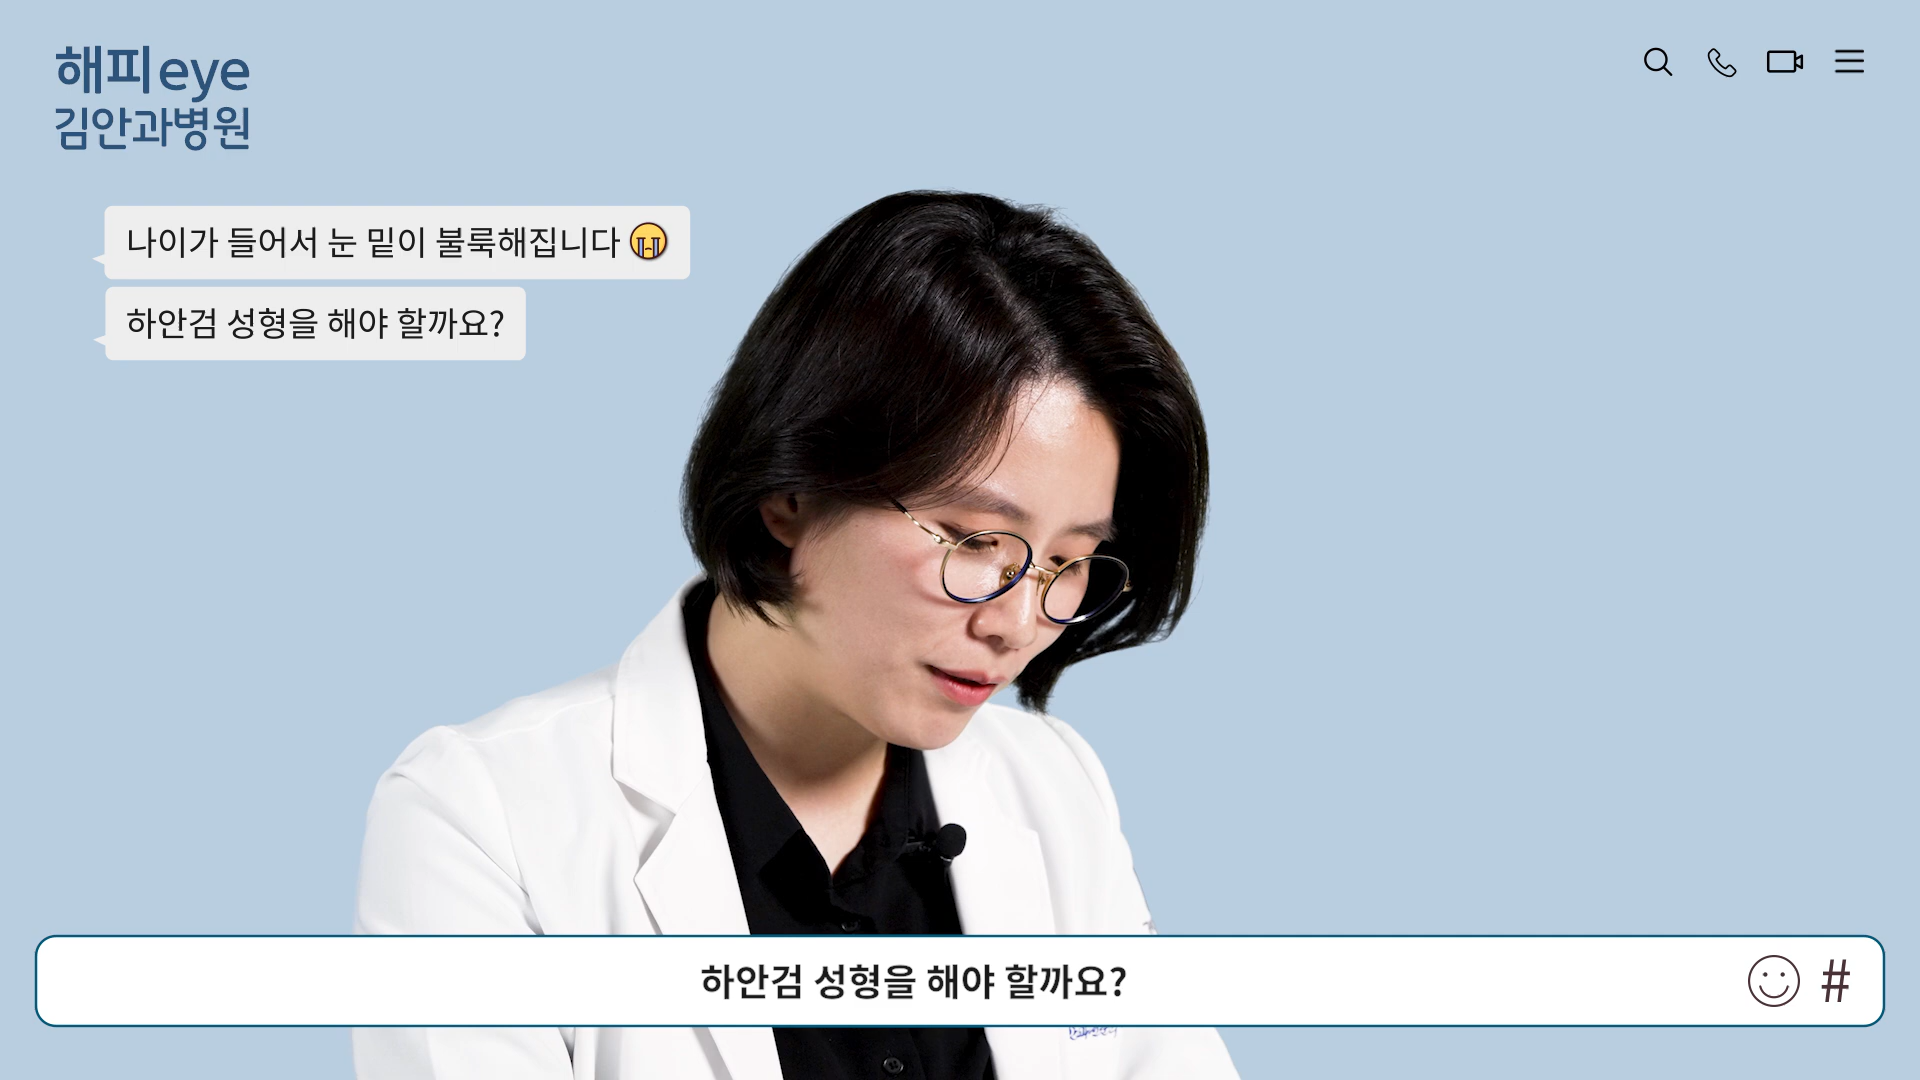 해피eye
김안과병원
나이가 들어서 눈 밑이 불룩해집니다 😭
하안검 성형을 해야 할까요?
하안검 성형을 해야 할까요?
#